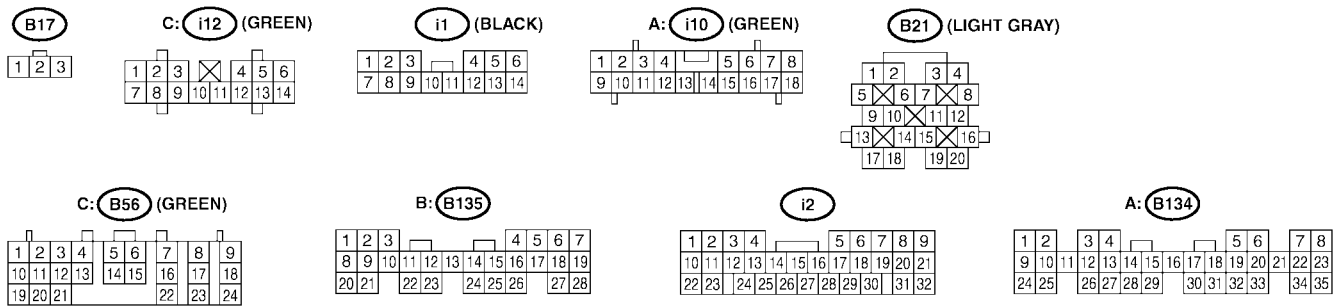 B17
C: i12 (GREEN)
i1 (BLACK)
A: i10 (GREEN)
B21 (LIGHT GRAY)
1 2 3
1 2 3 4 5 6
7 8 9 10 11 12 13 14
1 2 3 4 5 6
7 8 9 10 11 12 13 14
1 2 3 4 5 6 7 8
9 10 11 12 13 14 15 16 17 18
1 2 3 4
5 6 7 8
9 10 11 12
13 14 15 16
17 18 19 20
C: B56 (GREEN)
B: B135
i2
A: B134
1 2 3 4 5 6 7 8 9
10 11 12 13 14 15 16 17 18
19 20 21 22 23 24
1 2 3 4 5 6 7
8 9 10 11 12 13 14 15 16 17 18 19
20 21 22 23 24 25 26 27 28
1 2 3 4 5 6 7 8 9
10 11 12 13 14 15 16 17 18 19 20 21
22 23 24 25 26 27 28 29 30 31 32
1 2 3 4 5 6 7 8
9 10 11 12 13 14 15 16 17 18 19 20 21 22 23
24 25 26 27 28 29 30 31 32 33 34 35